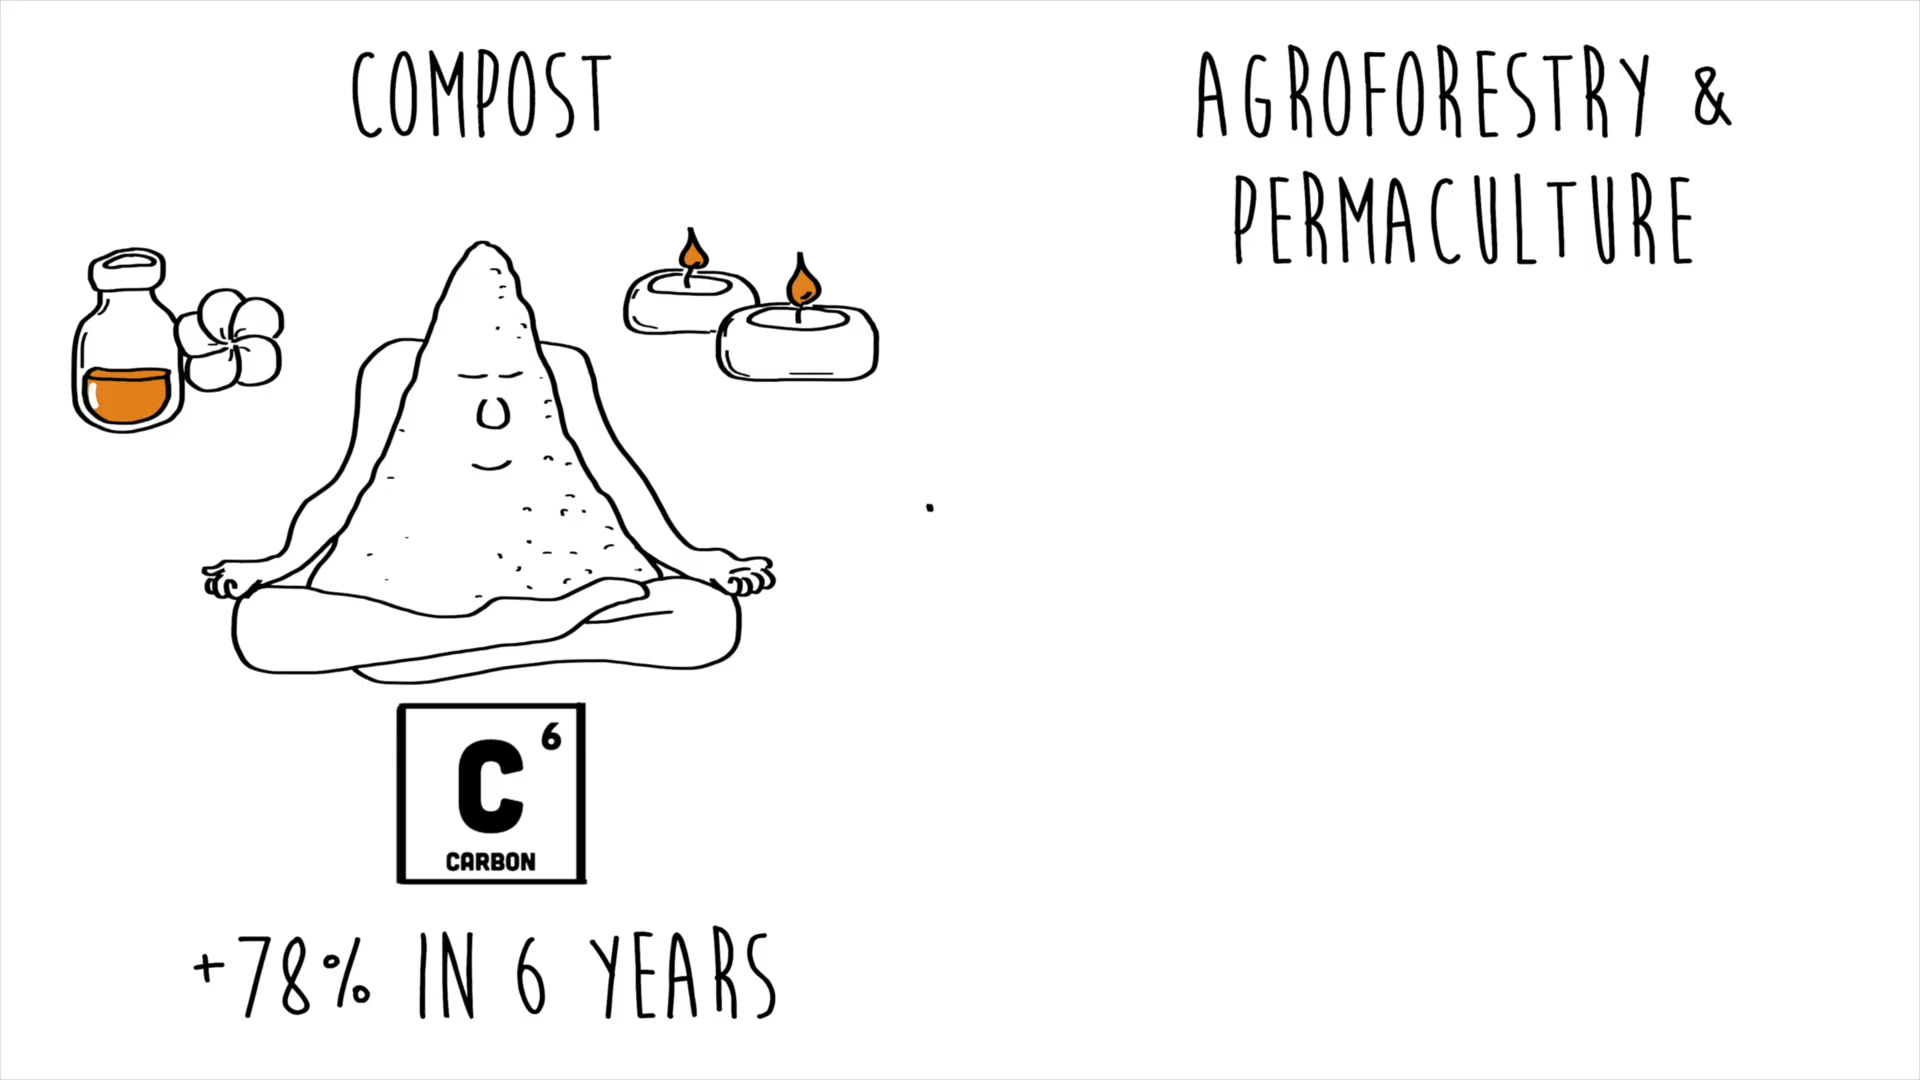 COMPOST
6
C
CARBON
+78% IN 6 YEARS
AGROFORESTRY &
PERMACULTURE